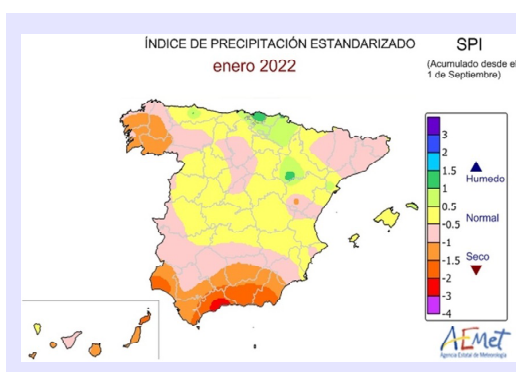 ÍNDICE DE PRECIPITACIÓN ESTANDARIZADO
enero 2022
SPI
(Acumulado desde el
1 de Septiembre)
3
2
1.5
1
0.5
-0.5
-1
-1.5
-2
-3
-4
Humedo
Normal
Seco
AEMet
Agencia Estatal de Meteorología